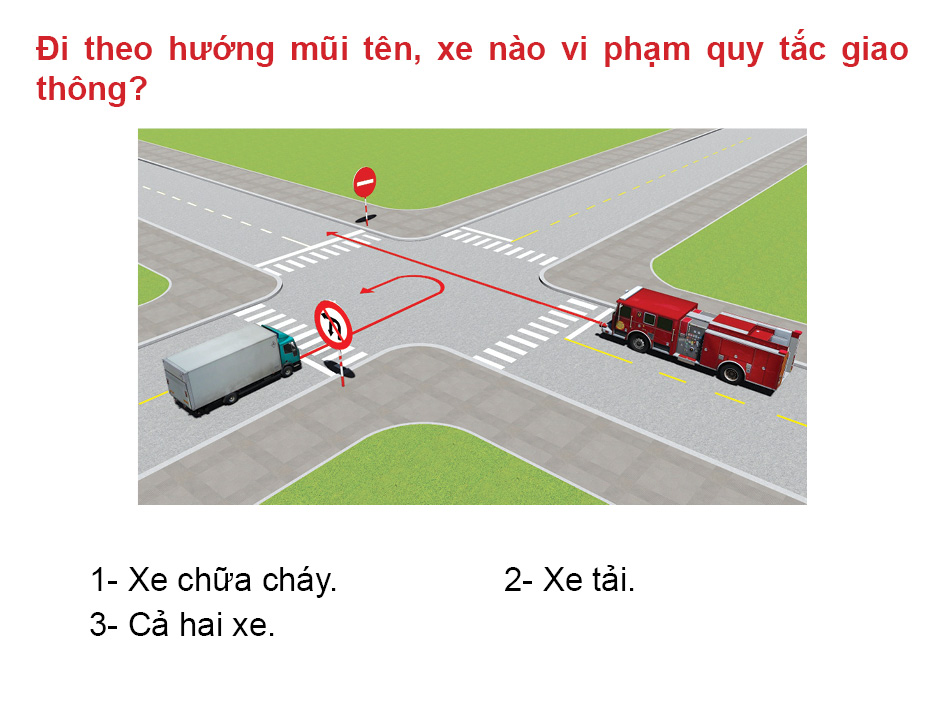 Đi theo hướng mũi tên, xe nào vi phạm quy tắc giao
thông?
1- Xe chữa cháy. 2- Xe tải.
3- Cả hai xe.